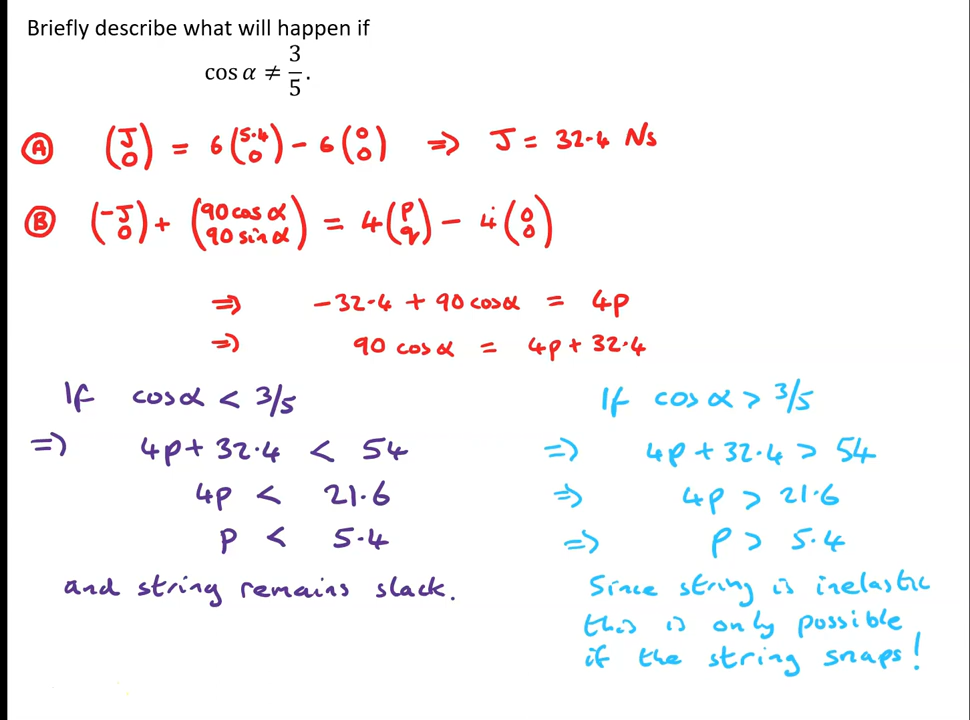 Briefly describe what will happen if
cos α ≠ 3/5.
Ⓐ (J 0) = 6(5.4 0) − 6(0 0) ⇒ J = 32.4 Ns
Ⓑ (−J 0) + (90 cos α 90 sin α) = 4(p q) − 4(0 0)
⇒ −32.4 + 90 cos α = 4p
⇒ 90 cos α = 4p + 32.4
If cos α < 3/5
⇒ 4p + 32.4 < 54
4p < 21.6
p < 5.4
and string remains slack.
If cos α > 3/5
⇒ 4p + 32.4 > 54
⇒ 4p > 21.6
⇒ p > 5.4
Since string is inelastic
this is only possible
if the string snaps!